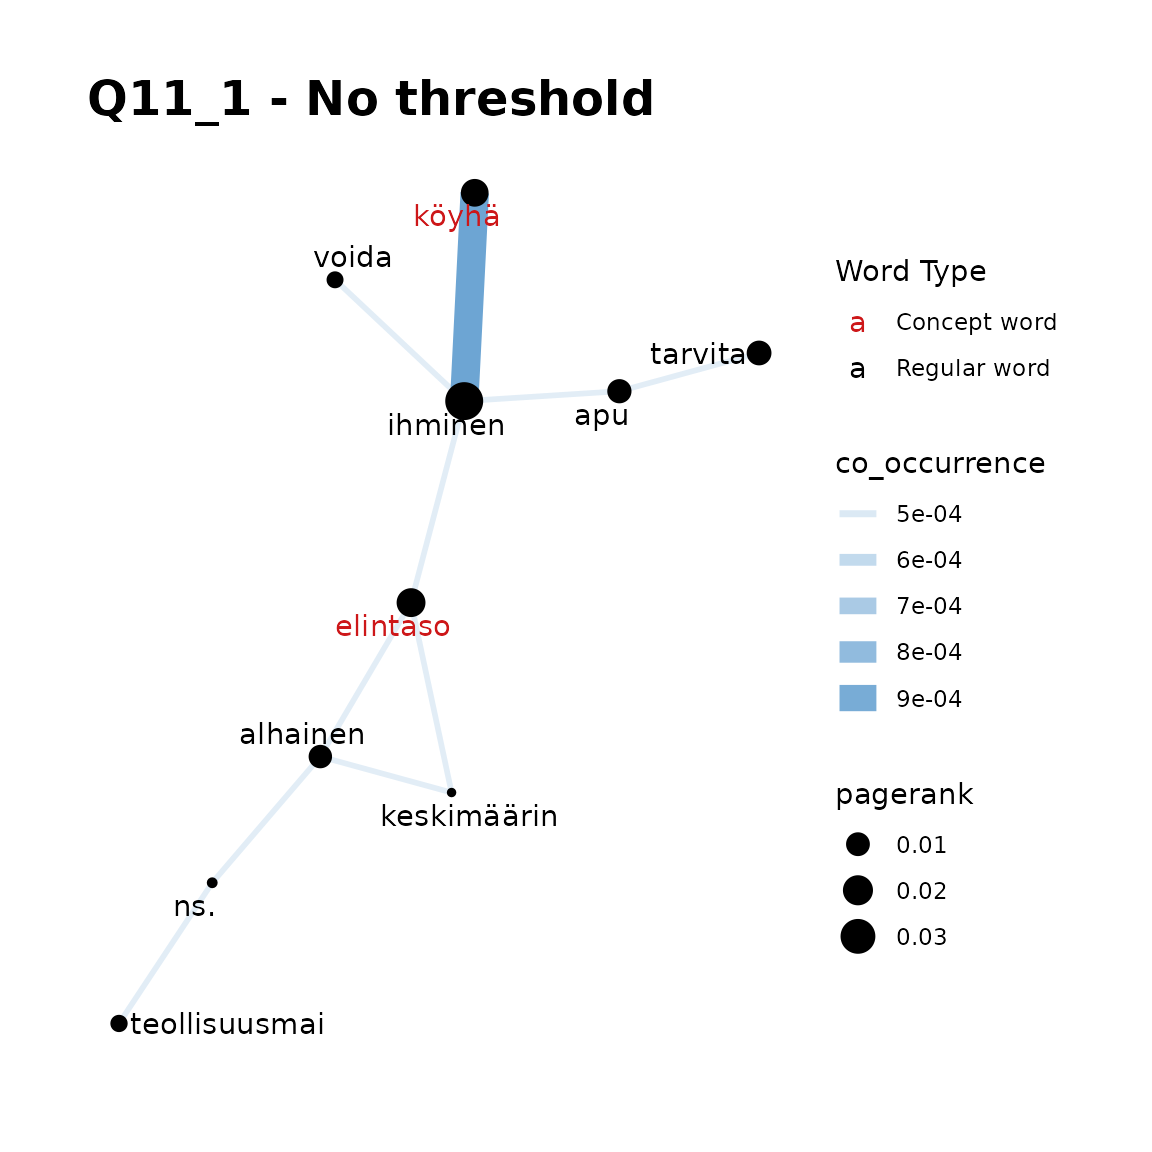 Q11_1 - No threshold
köyhä
voida
tarvita
ihminen
apu
elintaso
alhainen
keskimäärin
ns.
teollisuusmai
Word Type
a Concept word
a Regular word
co_occurrence
5e-04
6e-04
7e-04
8e-04
9e-04
pagerank
0.01
0.02
0.03